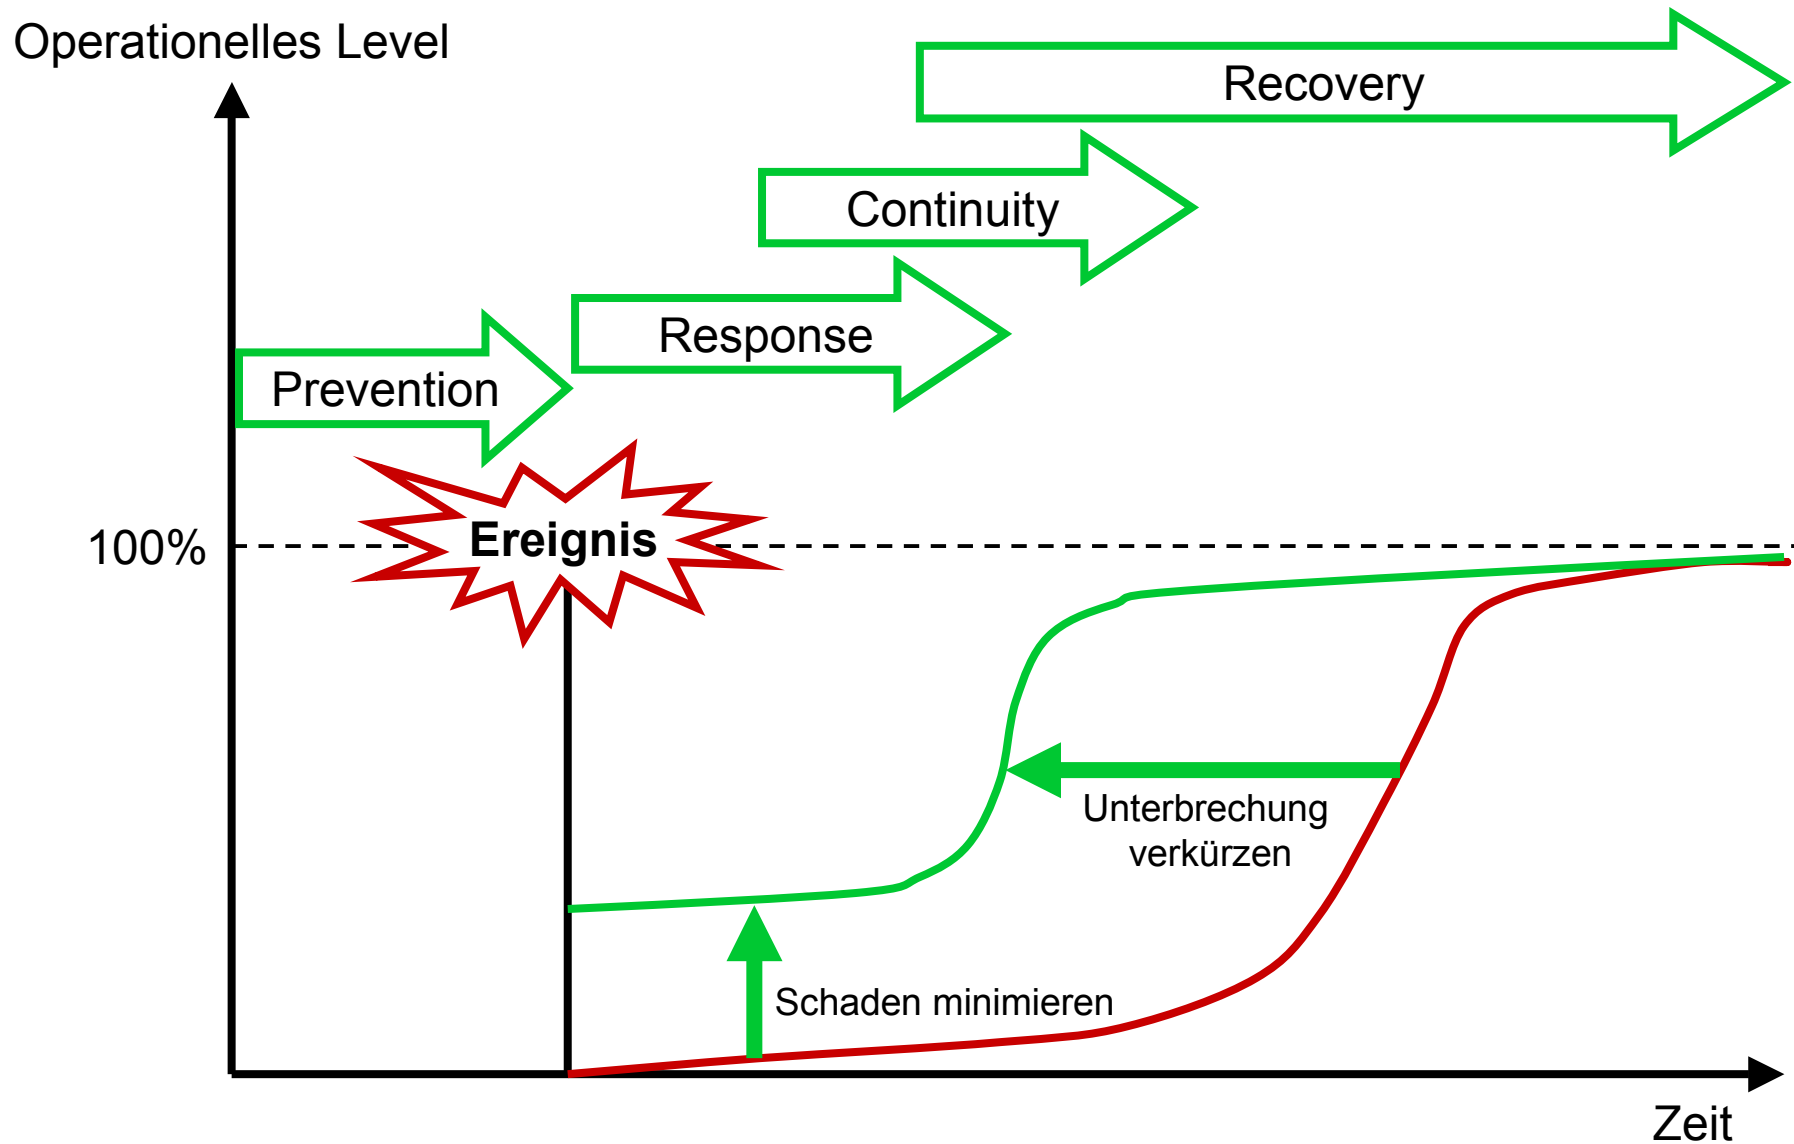 Operationelles Level
Recovery
Continuity
Response
Prevention
Ereignis
100%
Unterbrechung
verkürzen
Schaden minimieren
Zeit